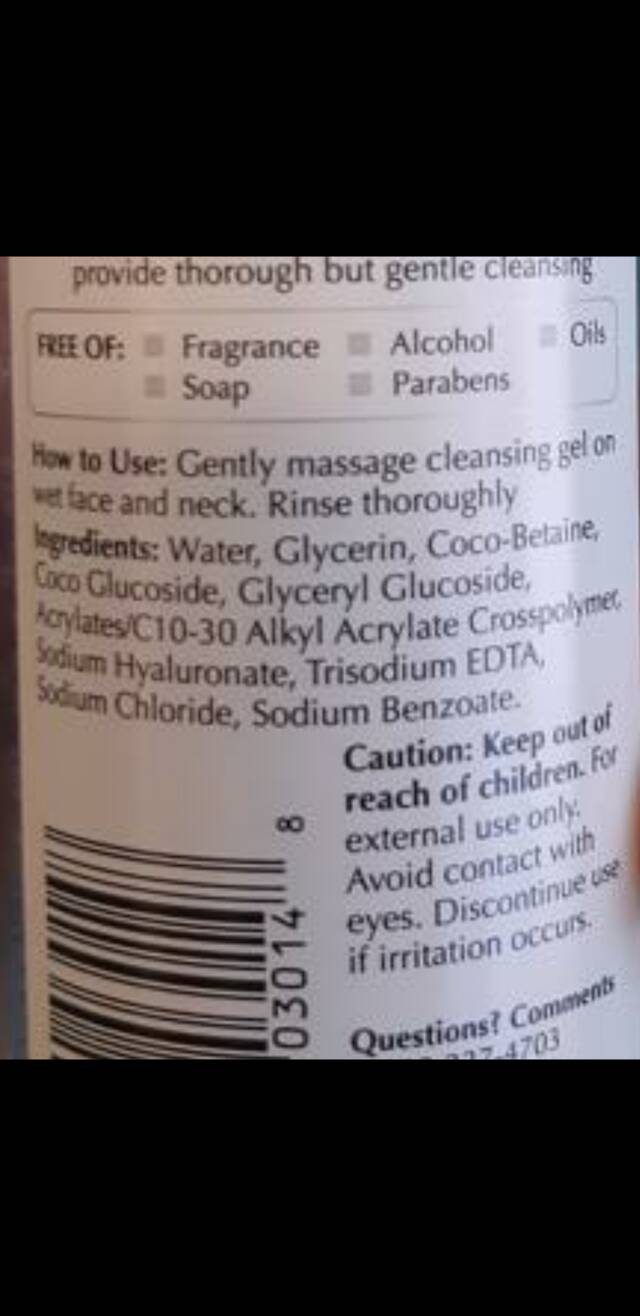 provide thorough but gentle cleansing
FREE OF: Fragrance Alcohol Oils
Soap Parabens
How to Use: Gently massage cleansing gel on
wet face and neck. Rinse thoroughly
Ingredients: Water, Glycerin, Coco-Betaine,
Coco Glucoside, Glyceryl Glucoside,
Acrylates/C10-30 Alkyl Acrylate Crosspolymer,
Sodium Hyaluronate, Trisodium EDTA,
Sodium Chloride, Sodium Benzoate.
Caution: Keep out of
reach of children. For
external use only.
Avoid contact with
eyes. Discontinue use
if irritation occurs.
03014 8
Questions? Comments
227-4703